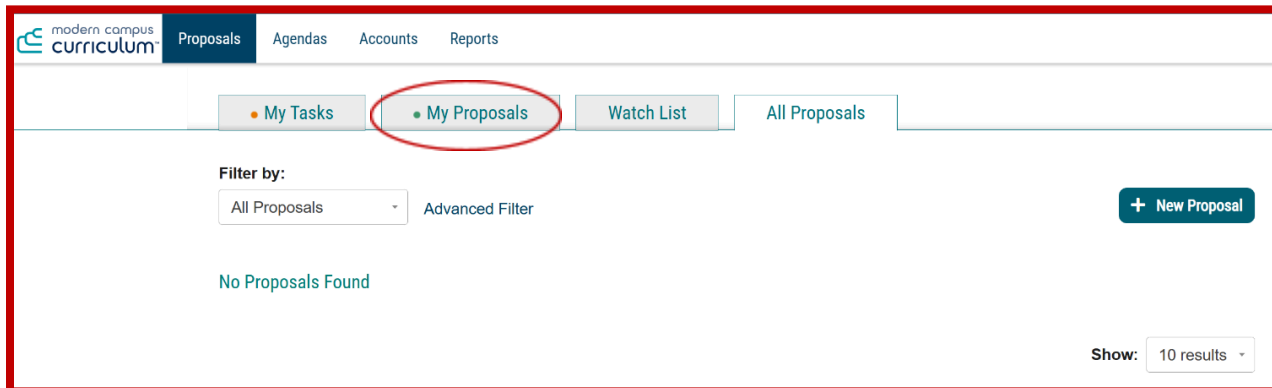 modern campus
curriculum™
Proposals Agendas Accounts Reports
My Tasks My Proposals Watch List All Proposals
Filter by:
All Proposals Advanced Filter + New Proposal
No Proposals Found
Show: 10 results